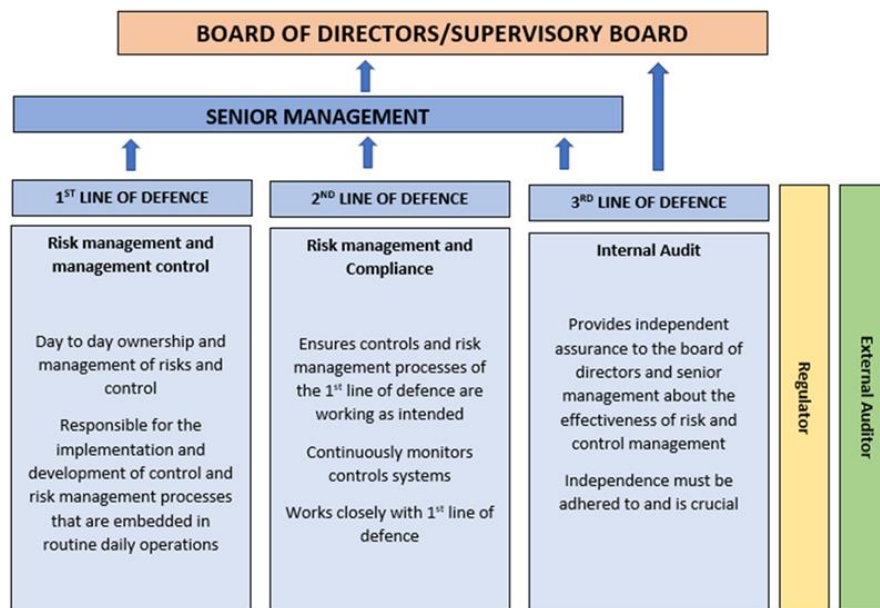 BOARD OF DIRECTORS/SUPERVISORY BOARD
SENIOR MANAGEMENT
1ST LINE OF DEFENCE
Risk management and
management control
Day to day ownership and
management of risks and
control
Responsible for the
implementation and
development of control and
risk management processes
that are embedded in
routine daily operations
2ND LINE OF DEFENCE
Risk management and
Compliance
Ensures controls and risk
management processes of
the 1st line of defence are
working as intended
Continuously monitors
controls systems
Works closely with 1st line of
defence
3RD LINE OF DEFENCE
Internal Audit
Provides independent
assurance to the board of
directors and senior
management about the
effectiveness of risk and
control management
Independence must be
adhered to and is crucial
Regulator
External Auditor